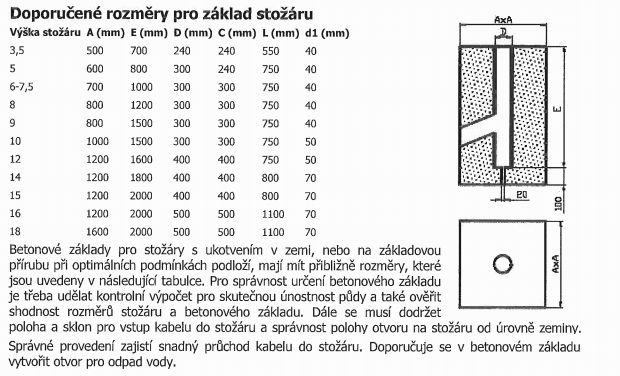 Doporučené rozměry pro základ stožáru
Výška stožáru A (mm) E (mm) D (mm) C (mm) L (mm) d1 (mm)
3,5 500 700 240 240 550 40
5 600 800 300 240 750 40
6-7,5 700 1000 300 300 750 40
8 800 1200 300 300 750 40
9 800 1500 300 300 750 40
10 1000 1500 300 300 750 50
12 1200 1600 400 400 750 50
14 1200 1800 400 400 800 70
15 1200 2000 400 400 800 70
16 1200 2000 500 500 1100 70
18 1600 2000 500 500 1100 70
AxA
D
E
20
100
AxA
Betonové základy pro stožáry s ukotvením v zemi, nebo na základovou
přírubu při optimálních podmínkách podloží, mají mít přibližně rozměry, které
jsou uvedeny v následující tabulce. Pro správnost určení betonového základu
je třeba udělat kontrolní výpočet pro skutečnou únostnost půdy a také ověřit
shodnost rozměrů stožáru a betonového základu. Dále se musí dodržet
poloha a sklon pro vstup kabelu do stožáru a správnost polohy otvoru na stožáru od úrovně zeminy.
Správné provedení zajistí snadný průchod kabelu do stožáru. Doporučuje se v betonovém základu
vytvořit otvor pro odpad vody.